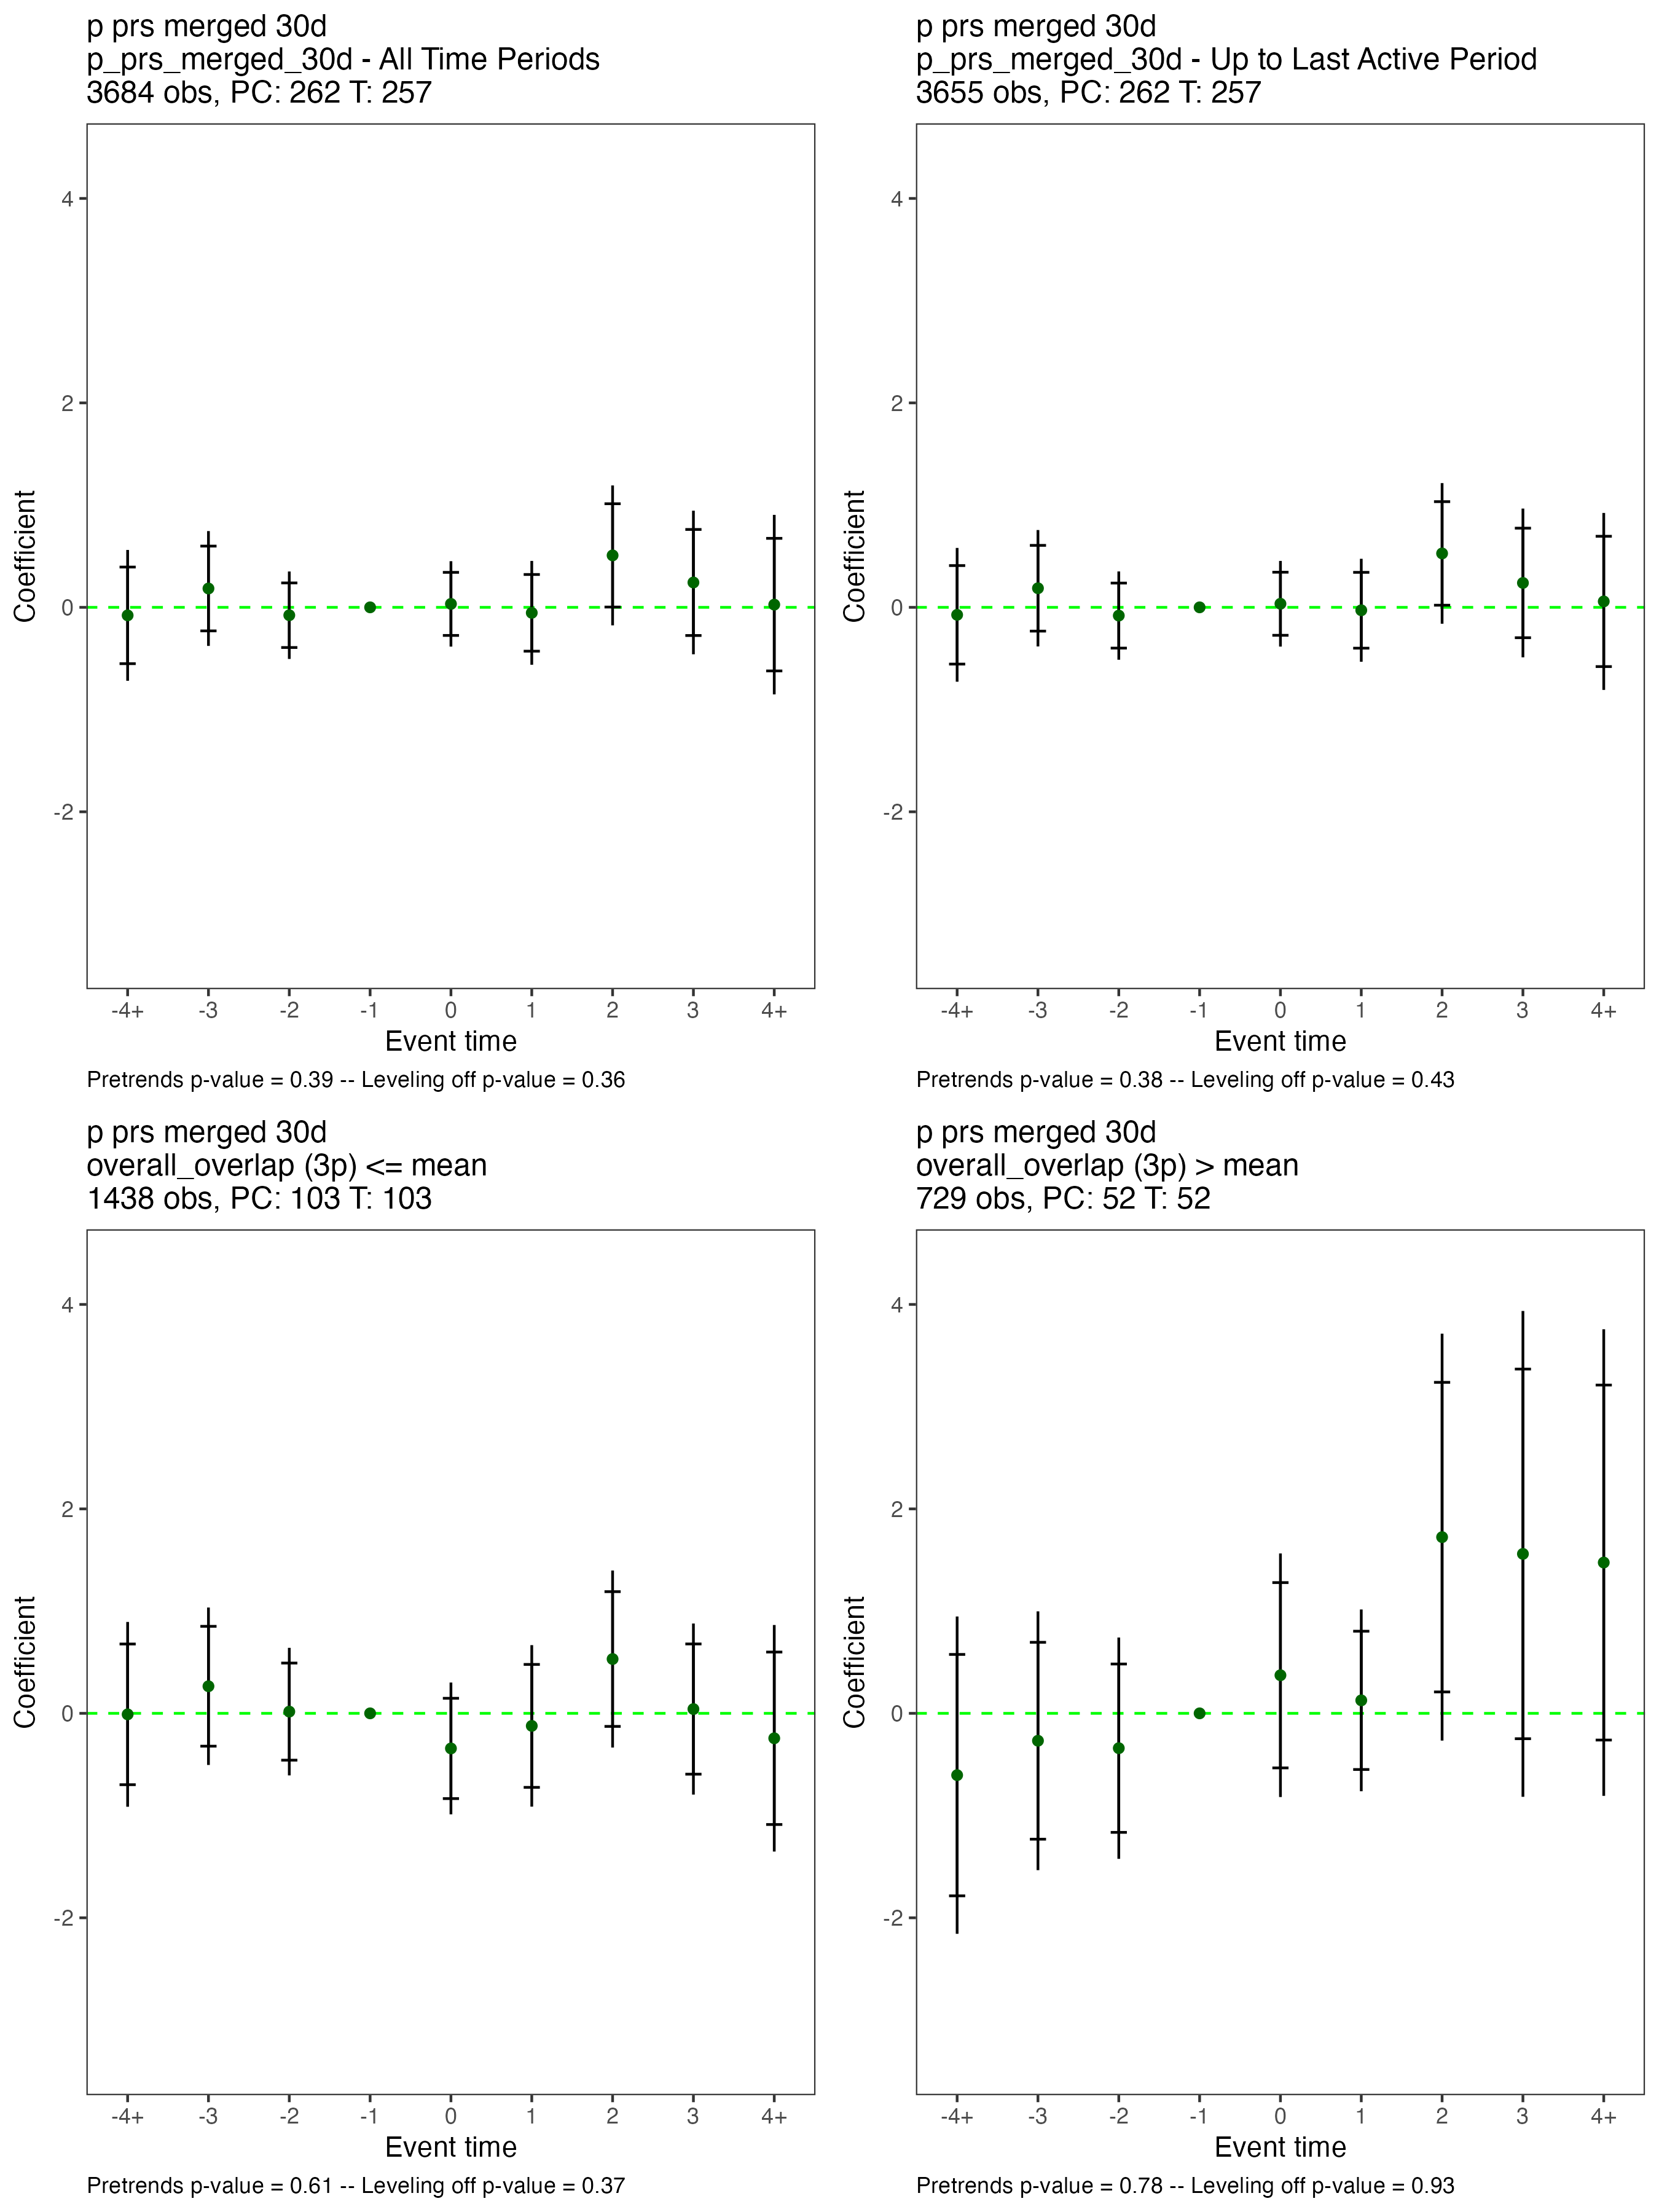 p prs merged 30d
p_prs_merged_30d - All Time Periods
3684 obs, PC: 262 T: 257
4
2
0
-2
Coefficient
-4+ -3 -2 -1 0 1 2 3 4+
Event time
Pretrends p-value = 0.39 -- Leveling off p-value = 0.36
p prs merged 30d
p_prs_merged_30d - Up to Last Active Period
3655 obs, PC: 262 T: 257
4
2
0
-2
Coefficient
-4+ -3 -2 -1 0 1 2 3 4+
Event time
Pretrends p-value = 0.38 -- Leveling off p-value = 0.43
p prs merged 30d
overall_overlap (3p) <= mean
1438 obs, PC: 103 T: 103
4
2
0
-2
Coefficient
-4+ -3 -2 -1 0 1 2 3 4+
Event time
Pretrends p-value = 0.61 -- Leveling off p-value = 0.37
p prs merged 30d
overall_overlap (3p) > mean
729 obs, PC: 52 T: 52
4
2
0
-2
Coefficient
-4+ -3 -2 -1 0 1 2 3 4+
Event time
Pretrends p-value = 0.78 -- Leveling off p-value = 0.93